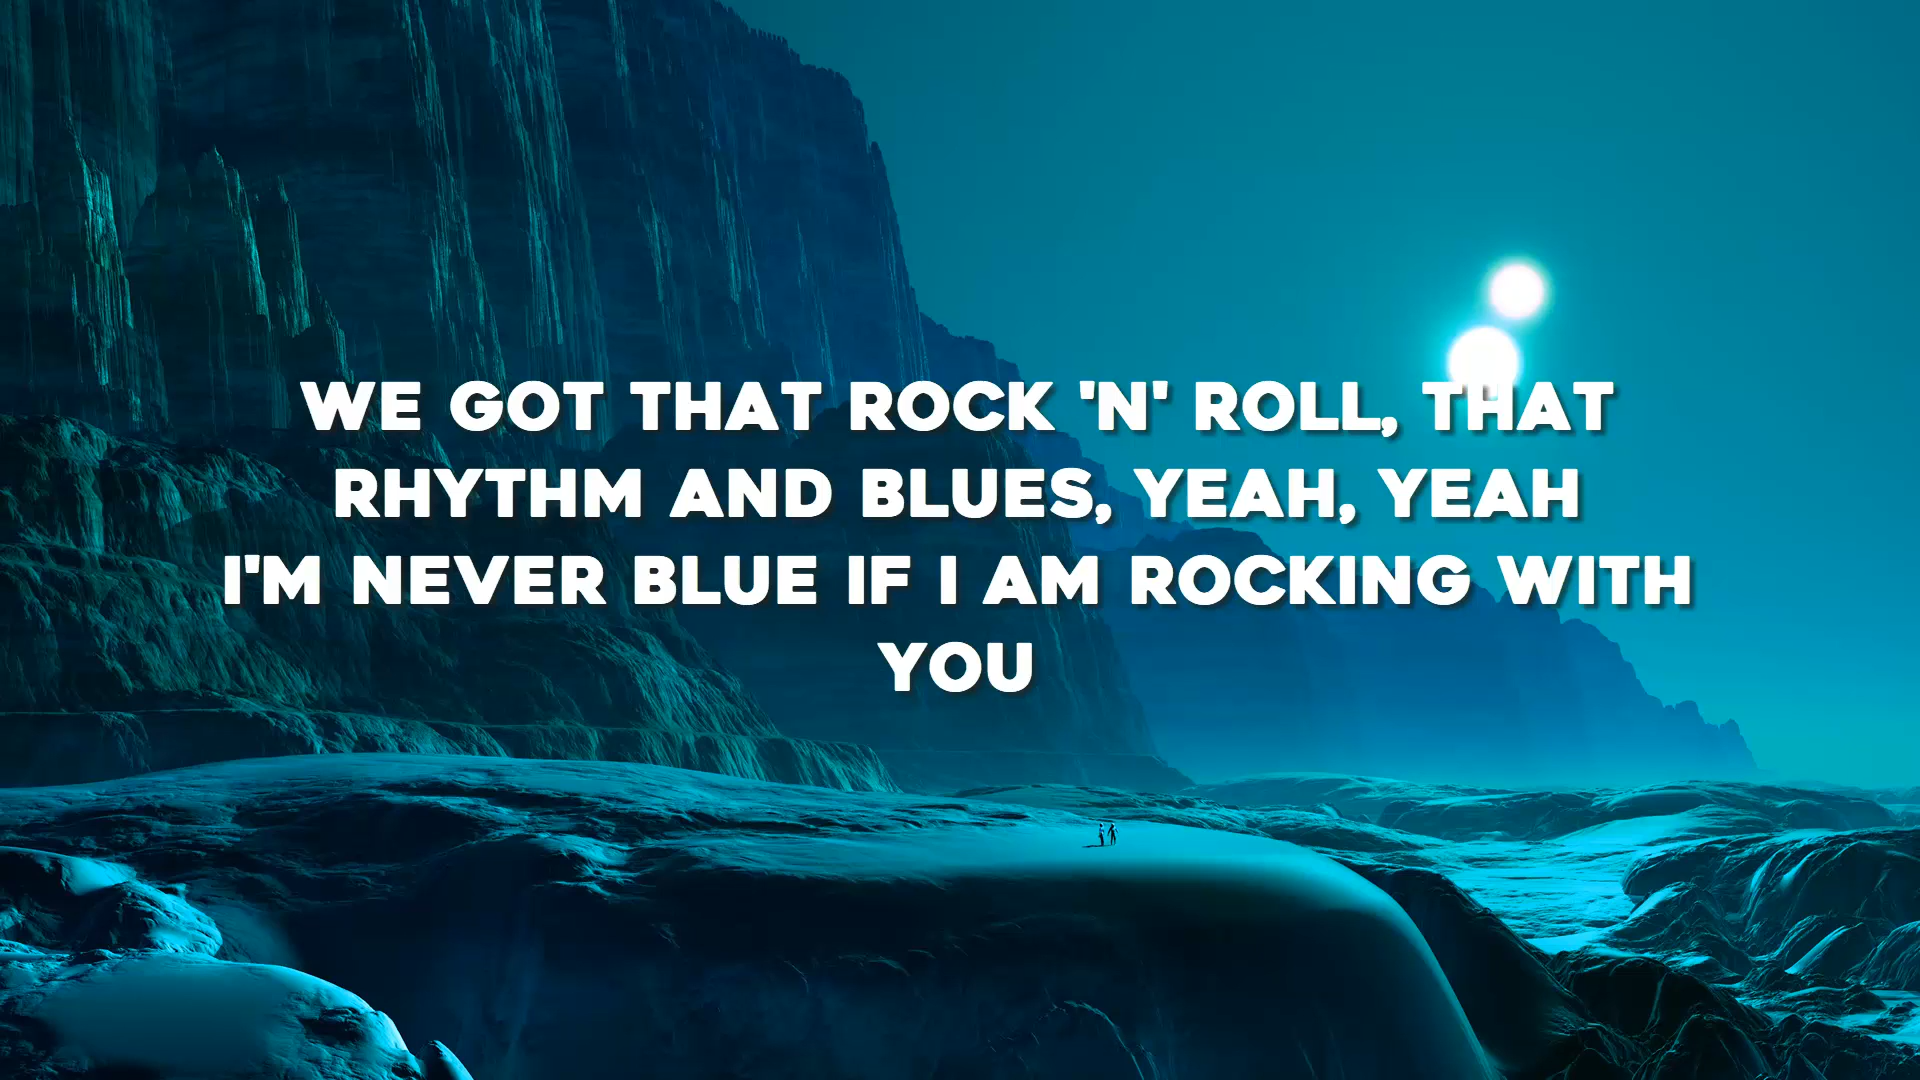 WE GOT THAT ROCK 'N' ROLL, THAT
RHYTHM AND BLUES, YEAH, YEAH
I'M NEVER BLUE IF I AM ROCKING WITH
YOU